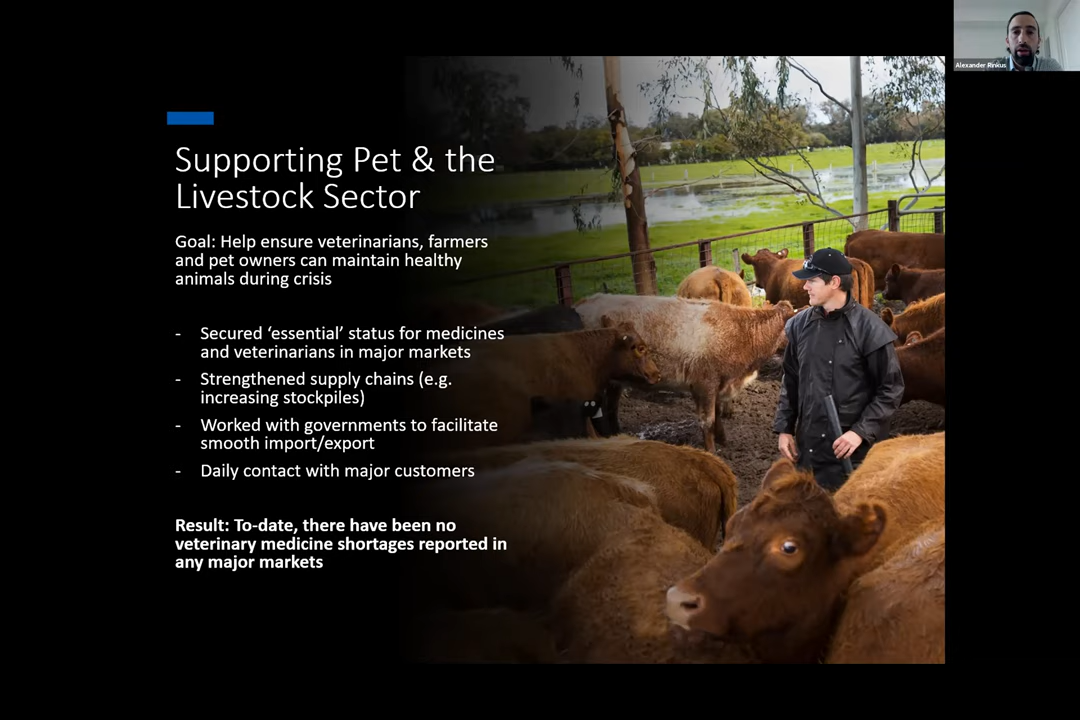 Alexander Rinkus
Supporting Pet & the
Livestock Sector
Goal: Help ensure veterinarians, farmers
and pet owners can maintain healthy
animals during crisis
- Secured ‘essential’ status for medicines
and veterinarians in major markets
- Strengthened supply chains (e.g.
increasing stockpiles)
- Worked with governments to facilitate
smooth import/export
- Daily contact with major customers
Result: To-date, there have been no
veterinary medicine shortages reported in
any major markets